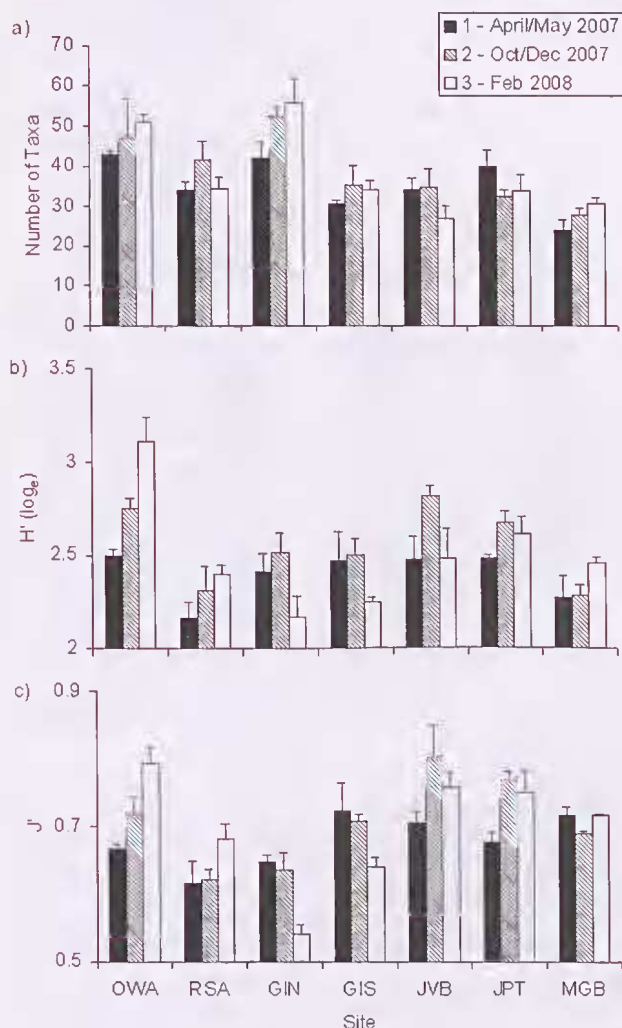 1 - April/May 2007
2 - Oct/Dec 2007
3 - Feb 2008
a)
Number of Taxa
70
60
50
40
30
20
10
0
b)
H' (logₑ)
3.5
3
2.5
2
c)
J'
0.9
0.7
0.5
OWA RSA GIN GIS JVB JPT MGB
Site